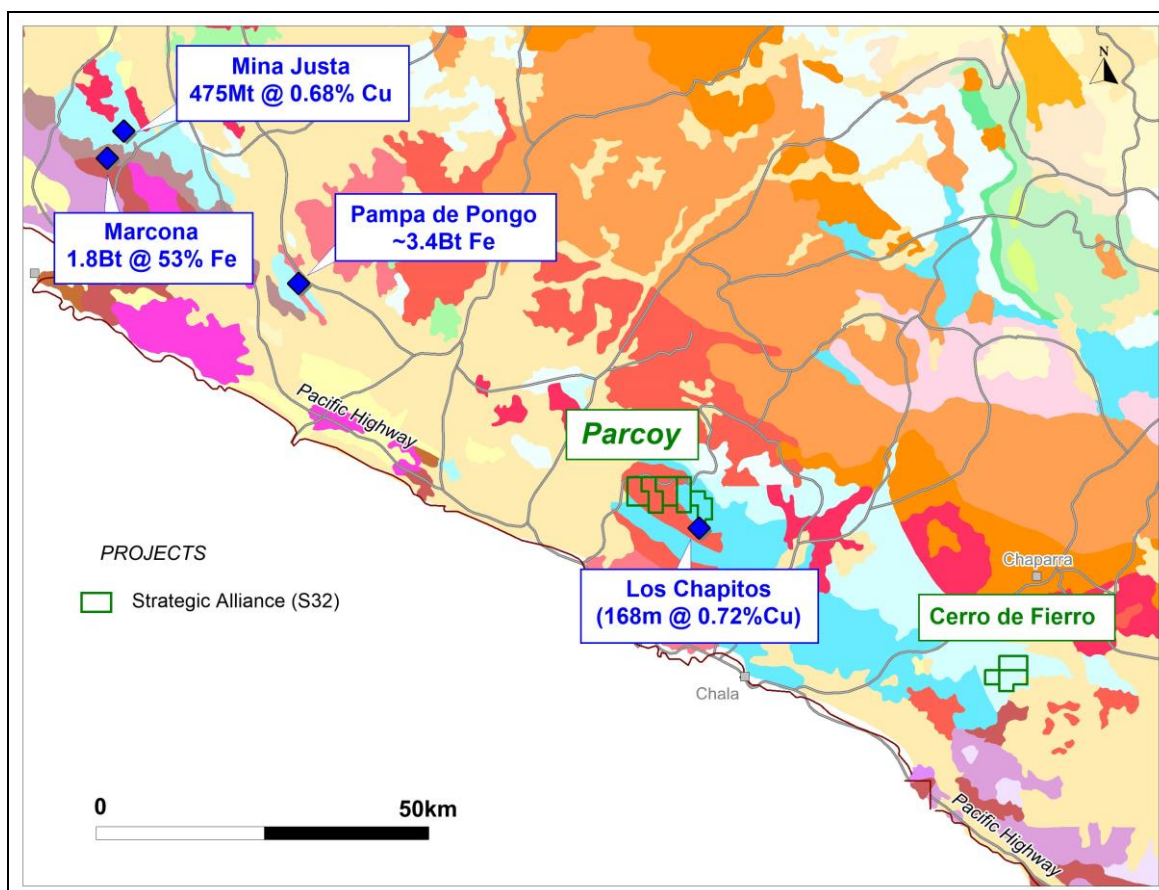 Mina Justa
475Mt @ 0.68% Cu
N
Marcona
1.8Bt @ 53% Fe
Pampa de Pongo
~3.4Bt Fe
Pacific Highway
Parcoy
PROJECTS
Strategic Alliance (S32)
Los Chapitos
(168m @ 0.72%Cu)
Chaparra
Cerro de Fierro
Chala
0
50km
Pacific Highway